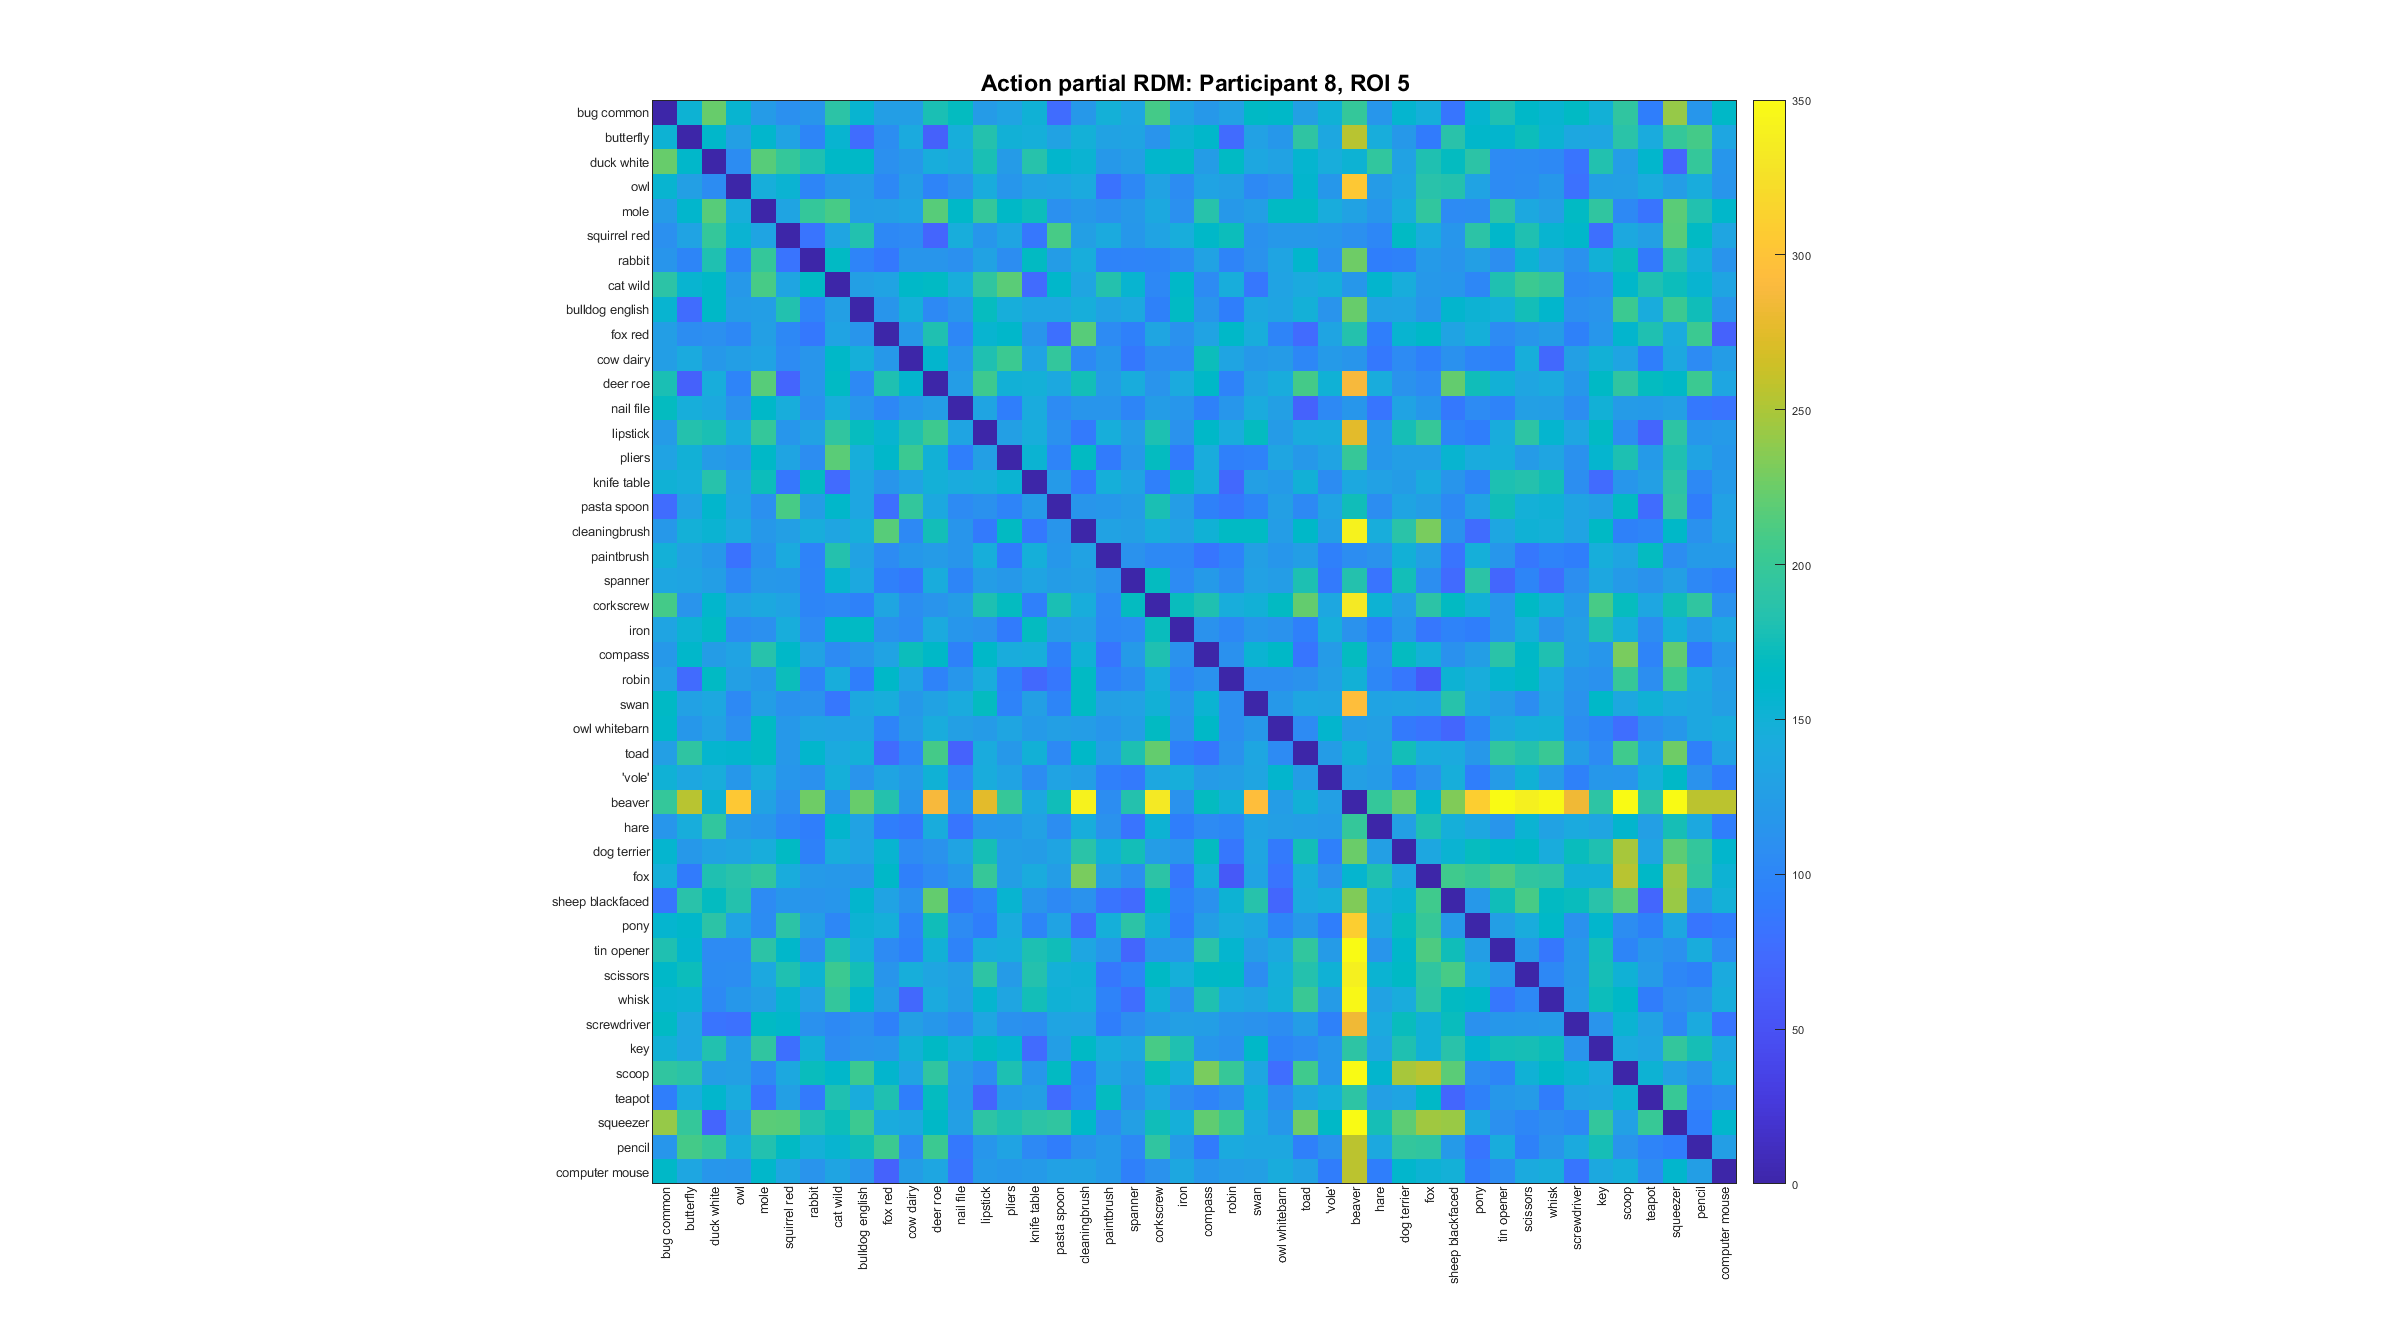 Action partial RDM: Participant 8, ROI 5
bug common
butterfly
duck white
owl
mole
squirrel red
rabbit
cat wild
bulldog english
fox red
cow dairy
deer roe
nail file
lipstick
pliers
knife table
pasta spoon
cleaningbrush
paintbrush
spanner
corkscrew
iron
compass
robin
swan
owl whitebarn
toad
'vole'
beaver
hare
dog terrier
fox
sheep blackfaced
pony
tin opener
scissors
whisk
screwdriver
key
scoop
teapot
squeezer
pencil
computer mouse
bug common
butterfly
duck white
owl
mole
squirrel red
rabbit
cat wild
bulldog english
fox red
cow dairy
deer roe
nail file
lipstick
pliers
knife table
pasta spoon
cleaningbrush
paintbrush
spanner
corkscrew
iron
compass
robin
swan
owl whitebarn
toad
'vole'
beaver
hare
dog terrier
fox
sheep blackfaced
pony
tin opener
scissors
whisk
screwdriver
key
scoop
teapot
squeezer
pencil
computer mouse
350
300
250
200
150
100
50
0